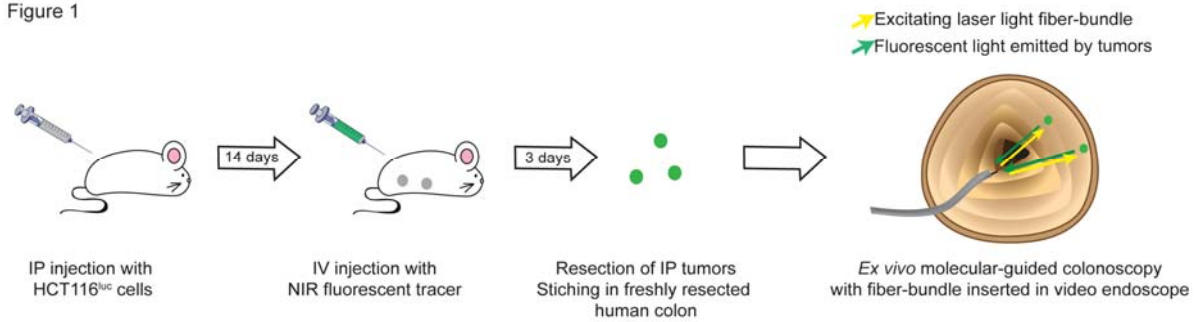 Figure 1
Excitating laser light fiber-bundle
Fluorescent light emitted by tumors
14 days
3 days
IP injection with
HCT116luc cells
IV injection with
NIR fluorescent tracer
Resection of IP tumors
Stiching in freshly resected
human colon
Ex vivo molecular-guided colonoscopy
with fiber-bundle inserted in video endoscope